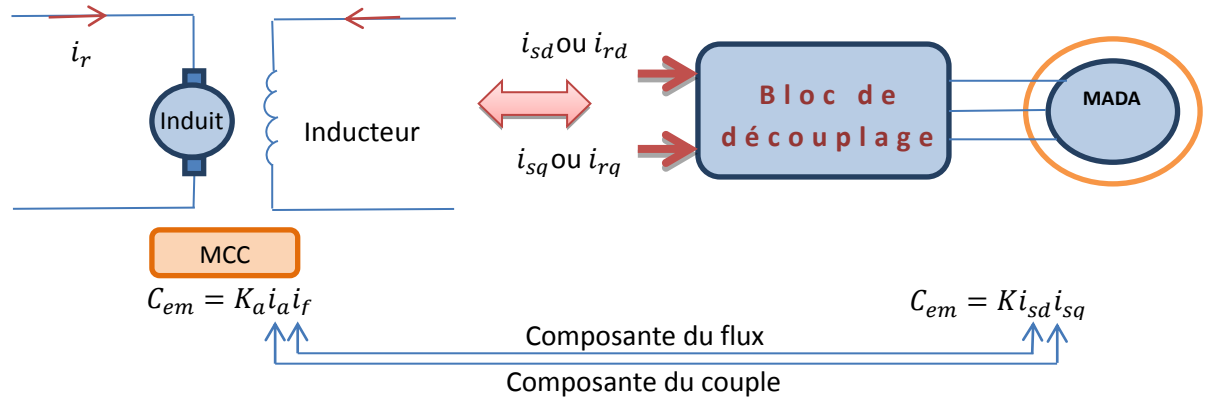 i_r
Induit
Inducteur
i_sd ou i_rd
i_sq ou i_rq
Bloc de
découplage
MADA
MCC
C_em = K_a i_a i_f
C_em = K i_sd i_sq
Composante du flux
Composante du couple